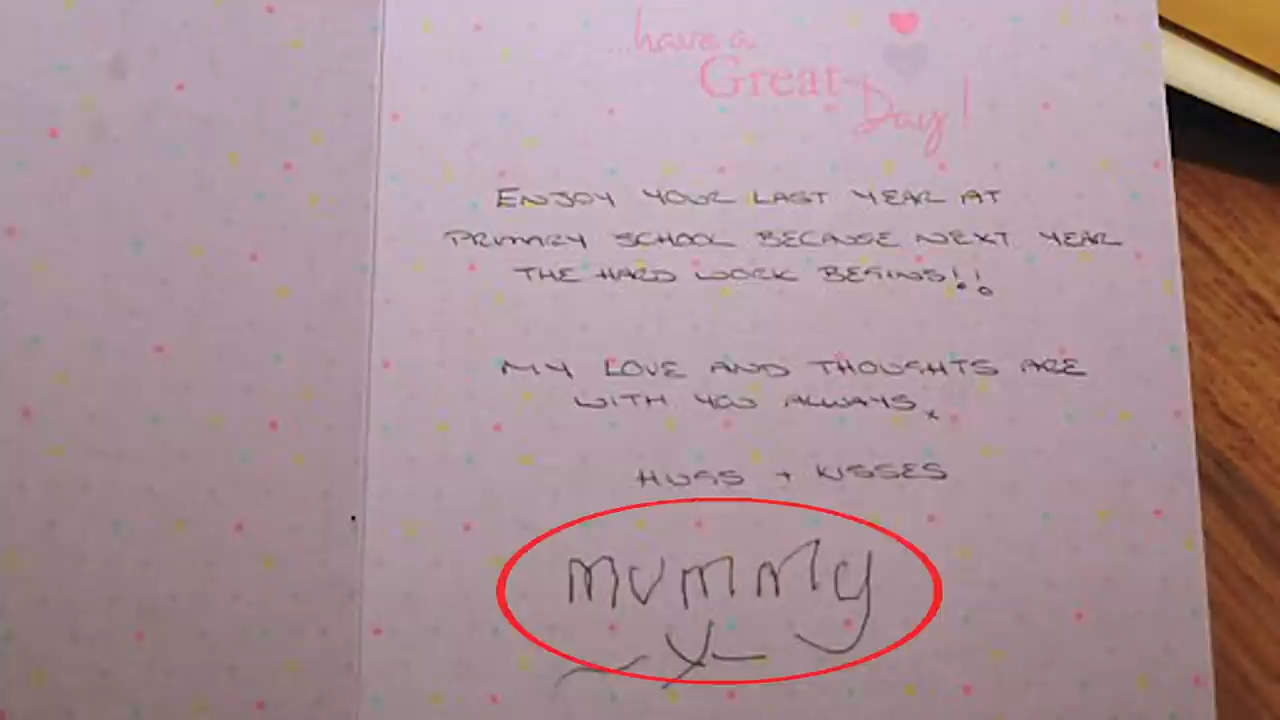 ...have a
Great
Day!
ENJOY YOUR LAST YEAR AT
PRIMARY SCHOOL BECAUSE NEXT YEAR
THE HARD WORK BEGINS!!
MY LOVE AND THOUGHTS ARE
WITH YOU ALWAYS x
HUGS + KISSES
mummy
x